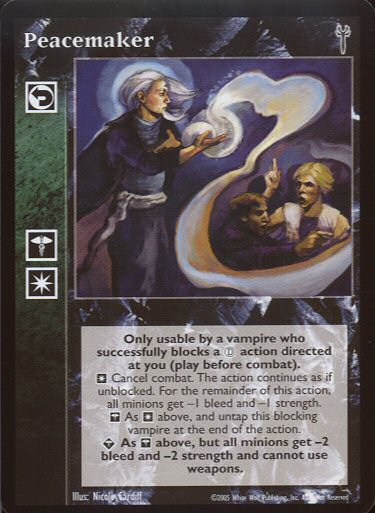 Peacemaker
Only usable by a vampire who
successfully blocks a Ⓓ action directed
at you (play before combat).
Cancel combat. The action continues as if
unblocked. For the remainder of this action,
all minions get −1 bleed and −1 strength.
As above, and untap this blocking
vampire at the end of the action.
As above, but all minions get −2
bleed and −2 strength and cannot use
weapons.
Illus: Nicole Cardiff
©2005 White Wolf Publishing, Inc. All Rights Reserved